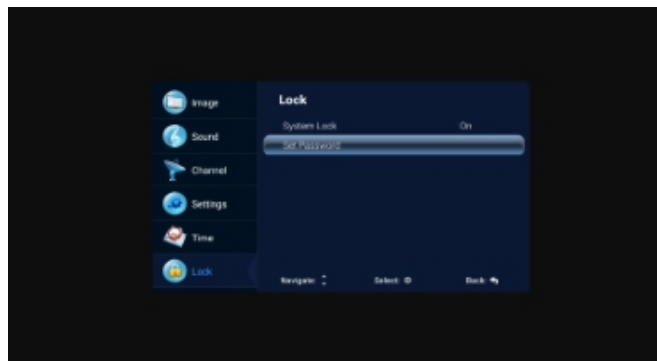 Image
Sound
Channel
Settings
Time
Lock
Lock
System Lock On
Set Password
Navigate: Select: Back: